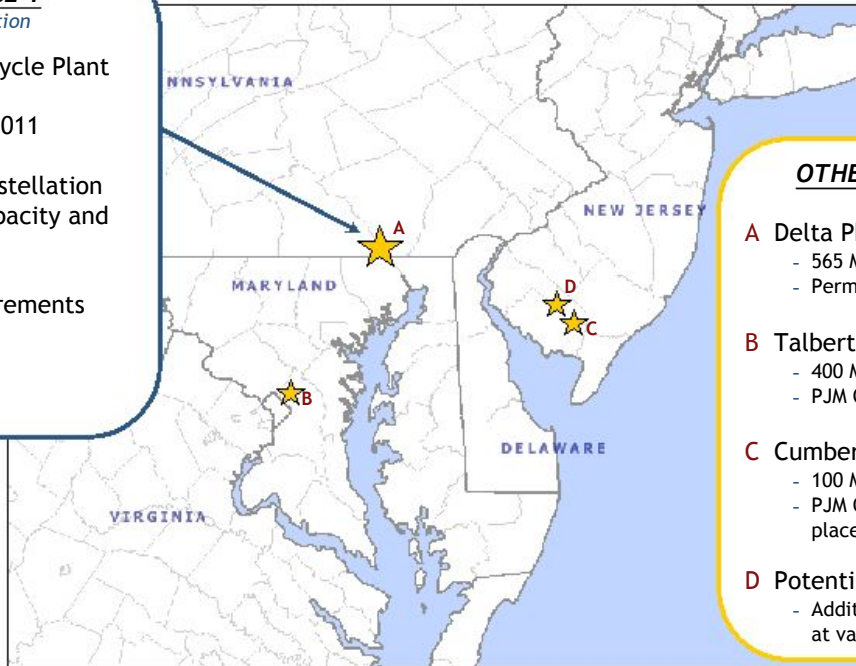 tion
ycle Plant
011
stellation
pacity and
rements
NNSYLVANIA
A
NEW JERSEY
MARYLAND
D
C
B
DELAWARE
VIRGINIA
OTHE
A Delta P
- 565 M
- Perm
B Talbert
- 400 M
- PJM
C Cumber
- 100 M
- PJM
place
D Potenti
- Addit
at va